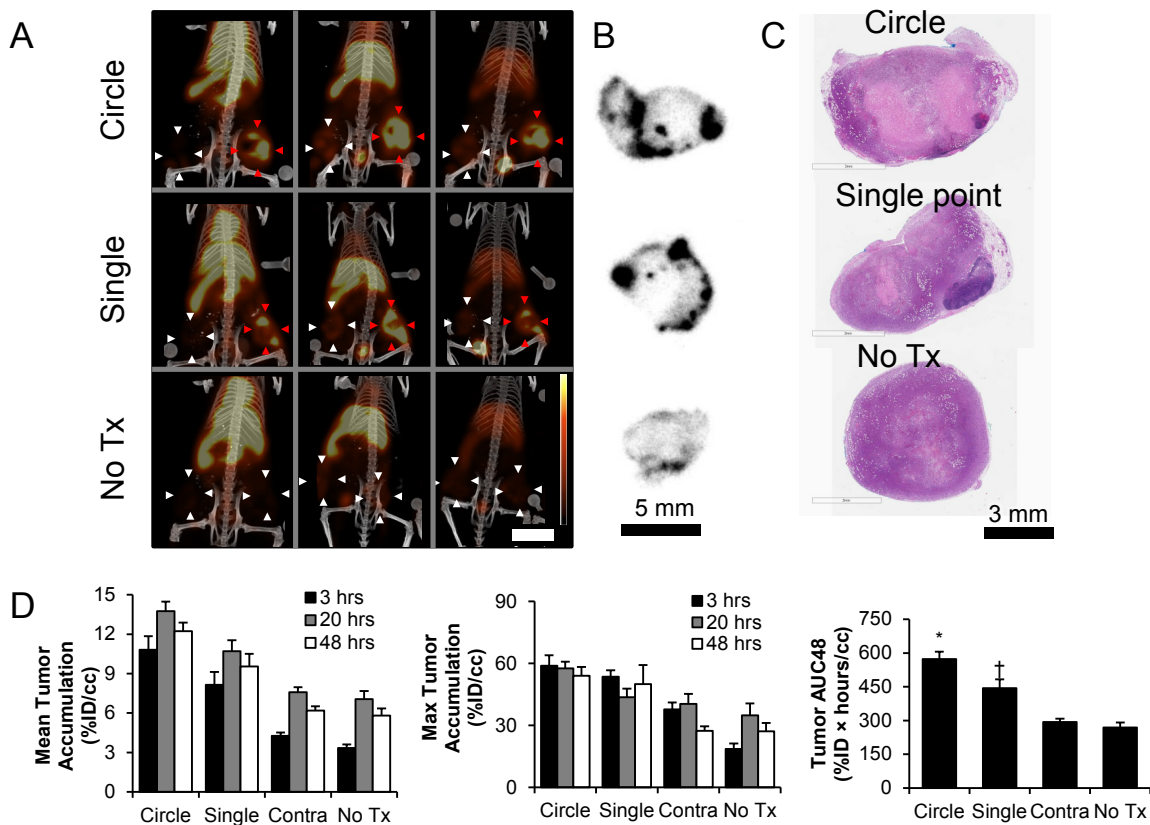 A
B
C
Circle
Single
No Tx
5 mm
Circle
Single point
No Tx
3 mm
D
Mean Tumor
Accumulation
(%ID/cc)
15
12
9
6
3
0
3 hrs
20 hrs
48 hrs
Circle Single Contra No Tx
Max Tumor
Accumulation
(%ID/cc)
90
60
30
0
3 hrs
20 hrs
48 hrs
Circle Single Contra No Tx
Tumor AUC48
(%ID × hours/cc)
750
600
450
300
150
0
*
‡
Circle Single Contra No Tx